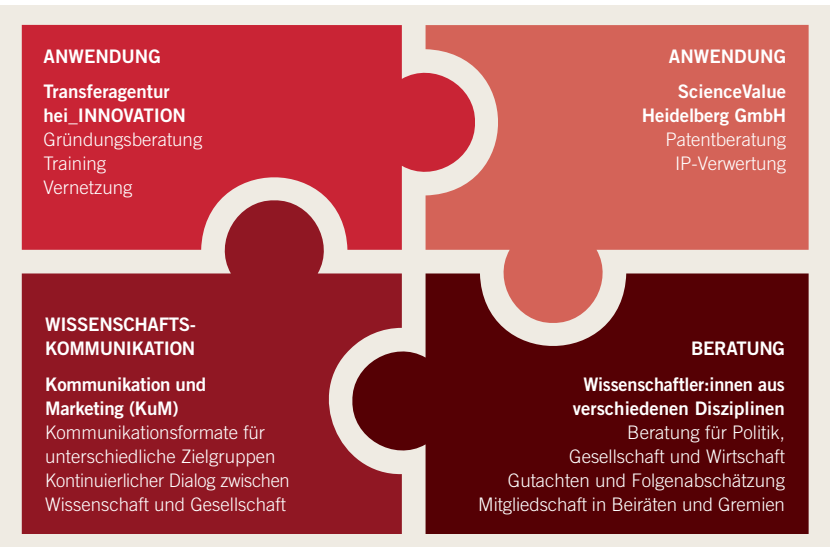 ANWENDUNG
Transferagentur
hei_INNOVATION
Gründungsberatung
Training
Vernetzung
ANWENDUNG
ScienceValue
Heidelberg GmbH
Patentberatung
IP-Verwertung
WISSENSCHAFTS-
KOMMUNIKATION
Kommunikation und
Marketing (KuM)
Kommunikationsformate für
unterschiedliche Zielgruppen
Kontinuierlicher Dialog zwischen
Wissenschaft und Gesellschaft
BERATUNG
Wissenschaftler:innen aus
verschiedenen Disziplinen
Beratung für Politik,
Gesellschaft und Wirtschaft
Gutachten und Folgenabschätzung
Mitgliedschaft in Beiräten und Gremien